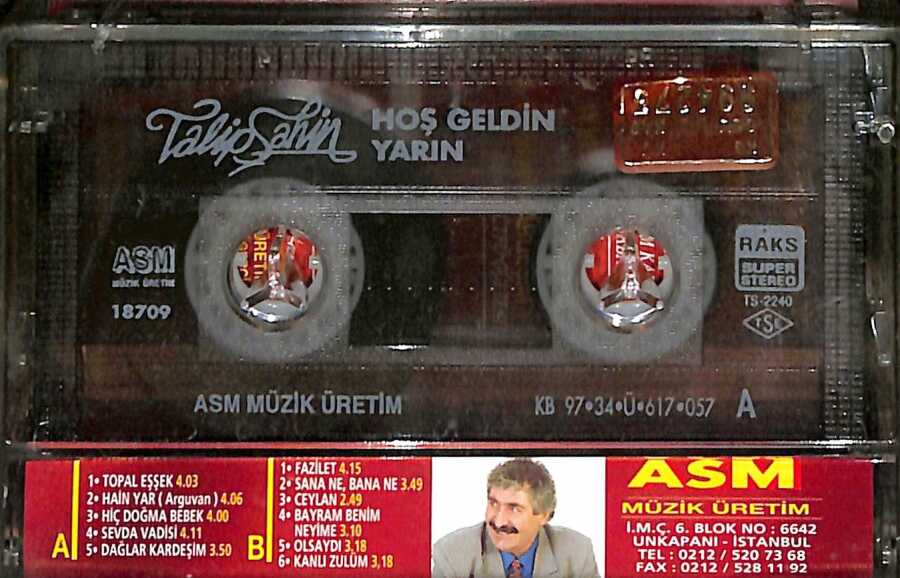 Talip Şahin
HOŞ GELDİN
YARIN
ASM
MÜZİK ÜRETİM
18709
RAKS
SUPER
STEREO
TS-2240
TSE
ASM MÜZİK ÜRETİM
KB 97•34•Ü•617•057 A
A
1• TOPAL EŞŞEK 4.03
2• HAIN YAR ( Arguvan ) 4.06
3• HİÇ DOĞMA BEBEK 4.00
4• SEVDA VADİSİ 4.11
5• DAĞLAR KARDEŞİM 3.50
B
1• FAZİLET 4.15
2• SANA NE, BANA NE 3.49
3• CEYLAN 2.49
4• BAYRAM BENİM
NEYİME 3.10
5• OLSAYDI 3,18
6• KANLI ZULÜM 3,18
ASM
MÜZİK ÜRETİM
İ.M.Ç. 6. BLOK NO : 6642
UNKAPANI - İSTANBUL
TEL : 0212 / 520 73 68
FAX : 0212 / 528 11 92